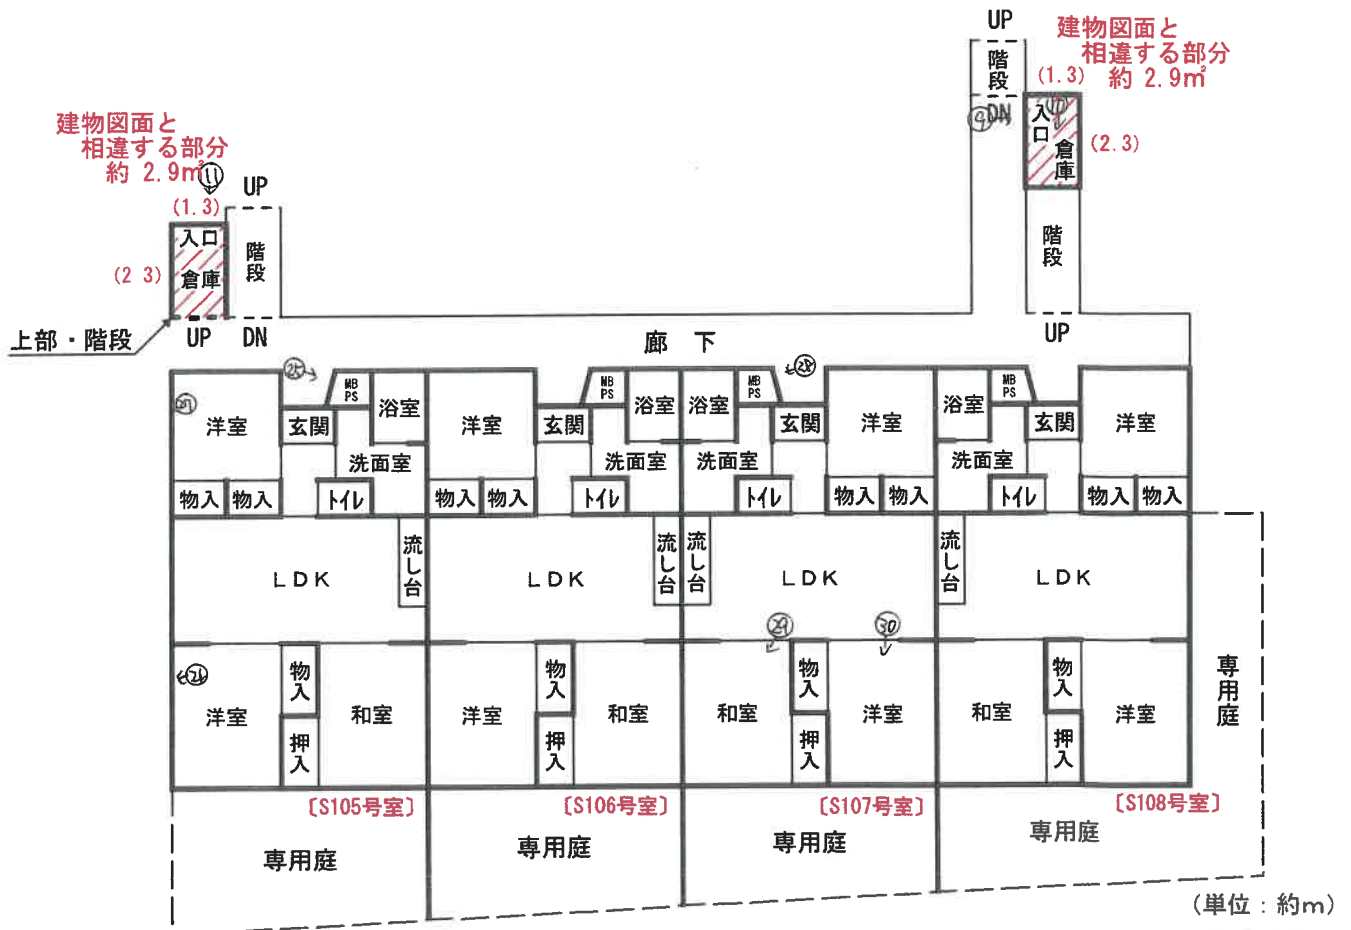 UP
建物図面と
相違する部分
約 2.9㎡
階段
(1.3)
⑨
DN
⑩
入口
倉庫
(2.3)
建物図面と
相違する部分
約 2.9㎡
⑪
UP
(1.3)
入口
倉庫
(2 3)
階段
階段
上部・階段
UP
DN
廊 下
UP
㉕
㉘
㉗
洋室
玄関
MB
PS
浴室
洗面室
物入
物入
トイレ
洋室
玄関
MB
PS
浴室
洗面室
物入
物入
トイレ
浴室
MB
PS
玄関
洋室
洗面室
トイレ
物入
物入
浴室
MB
PS
玄関
洋室
洗面室
トイレ
物入
物入
LDK
流し台
LDK
流し台
流し台
LDK
流し台
LDK
㉙
㉚
㉖
洋室
物入
押入
和室
洋室
物入
押入
和室
和室
物入
押入
洋室
和室
物入
押入
洋室
専用庭
〔S105号室〕
〔S106号室〕
〔S107号室〕
〔S108号室〕
専用庭
専用庭
専用庭
専用庭
(単位：約m)